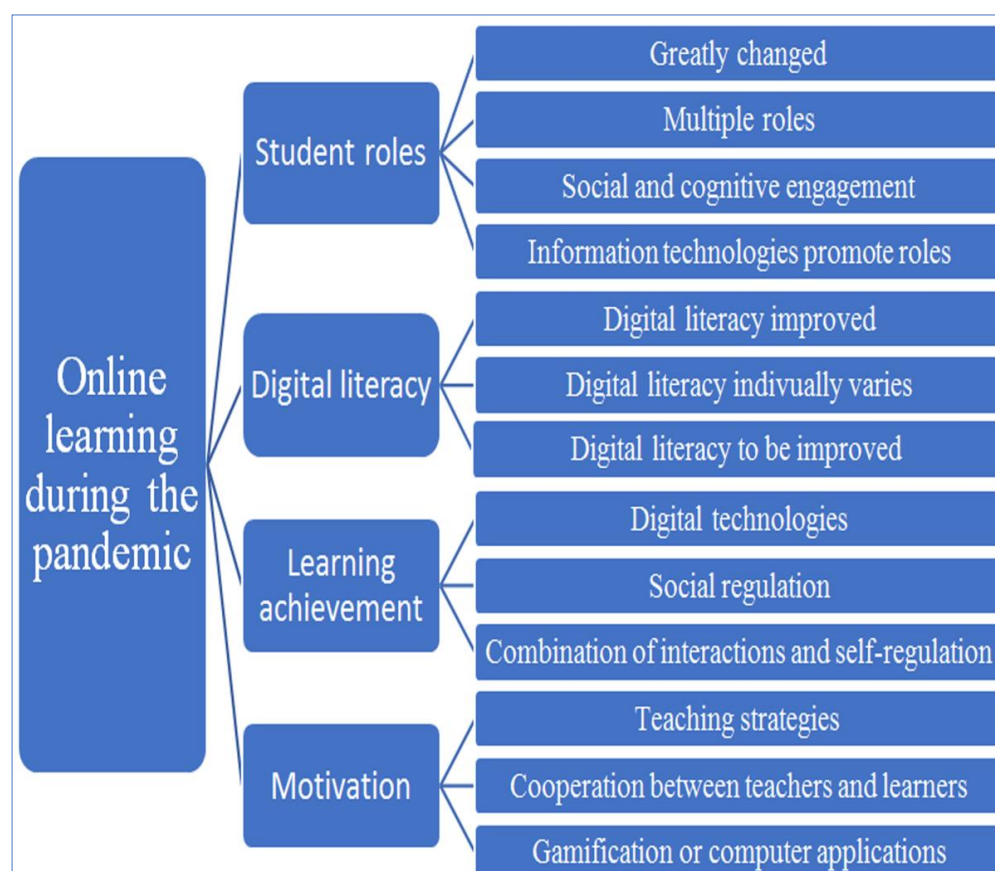 Online
learning
during the
pandemic
Student roles
Greatly changed
Multiple roles
Social and cognitive engagement
Information technologies promote roles
Digital literacy
Digital literacy improved
Digital literacy indivually varies
Digital literacy to be improved
Learning
achievement
Digital technologies
Social regulation
Combination of interactions and self-regulation
Motivation
Teaching strategies
Cooperation between teachers and learners
Gamification or computer applications